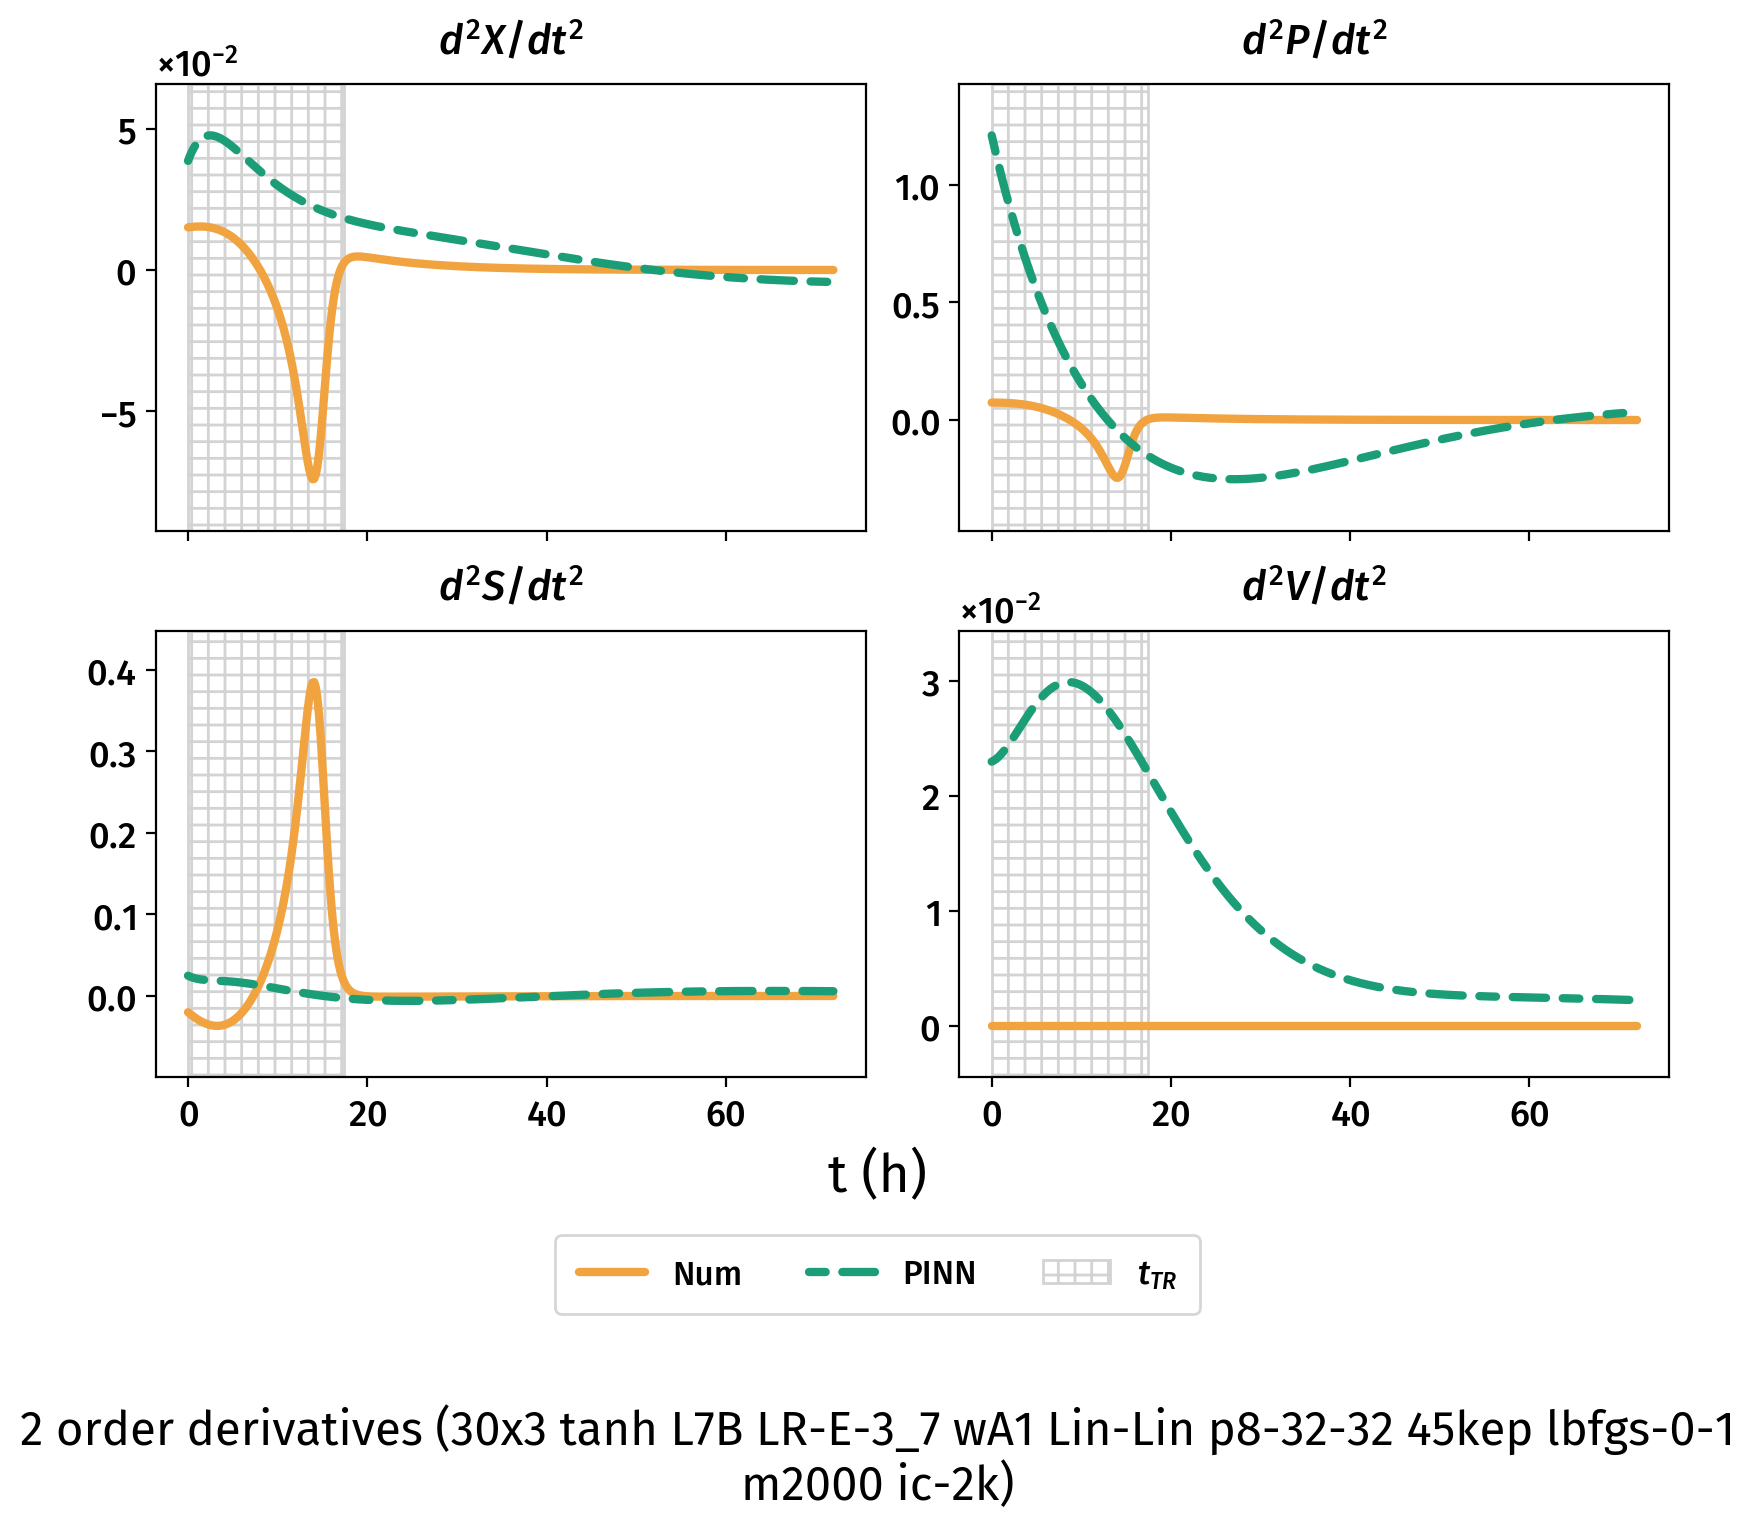 d²X/dt²
×10⁻²
5
0
−5
d²P/dt²
1.0
0.5
0.0
d²S/dt²
0.4
0.3
0.2
0.1
0.0
0 20 40 60
d²V/dt²
×10⁻²
3
2
1
0
0 20 40 60
t (h)
Num PINN t_TR
2 order derivatives (30x3 tanh L7B LR-E-3_7 wA1 Lin-Lin p8-32-32 45kep lbfgs-0-1
m2000 ic-2k)